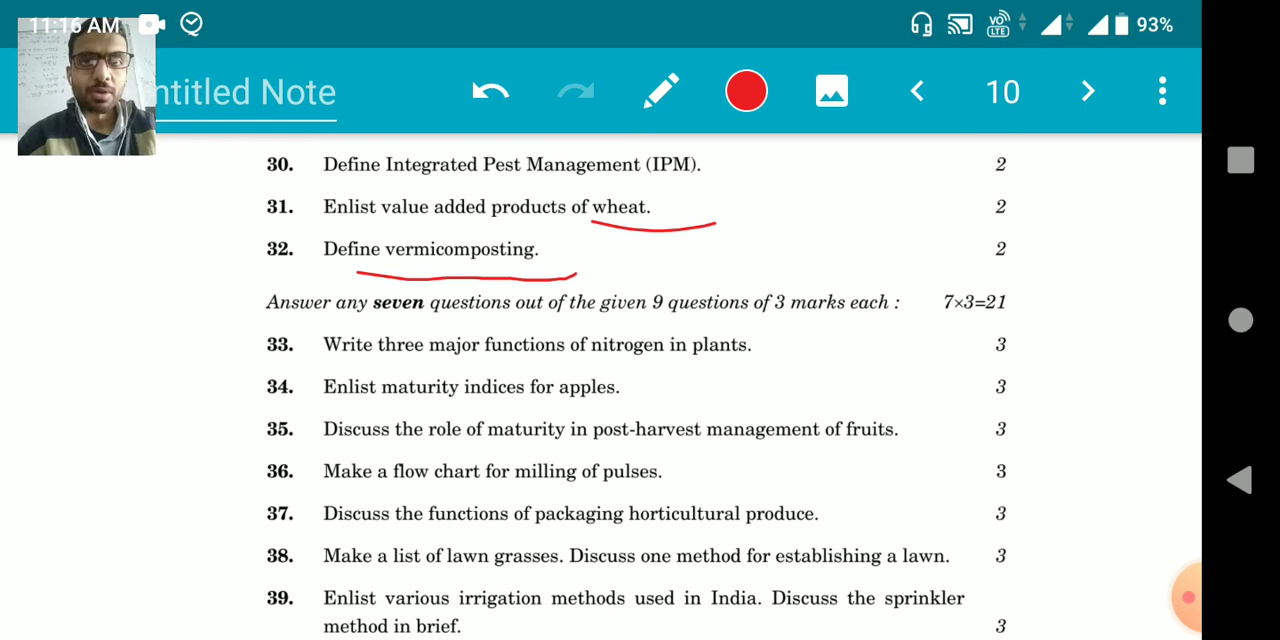 11:16 AM
VO LTE
93%
ntitled Note
10
30. Define Integrated Pest Management (IPM). 2
31. Enlist value added products of wheat. 2
32. Define vermicomposting. 2
Answer any seven questions out of the given 9 questions of 3 marks each : 7×3=21
33. Write three major functions of nitrogen in plants. 3
34. Enlist maturity indices for apples. 3
35. Discuss the role of maturity in post-harvest management of fruits. 3
36. Make a flow chart for milling of pulses. 3
37. Discuss the functions of packaging horticultural produce. 3
38. Make a list of lawn grasses. Discuss one method for establishing a lawn. 3
39. Enlist various irrigation methods used in India. Discuss the sprinkler
method in brief. 3